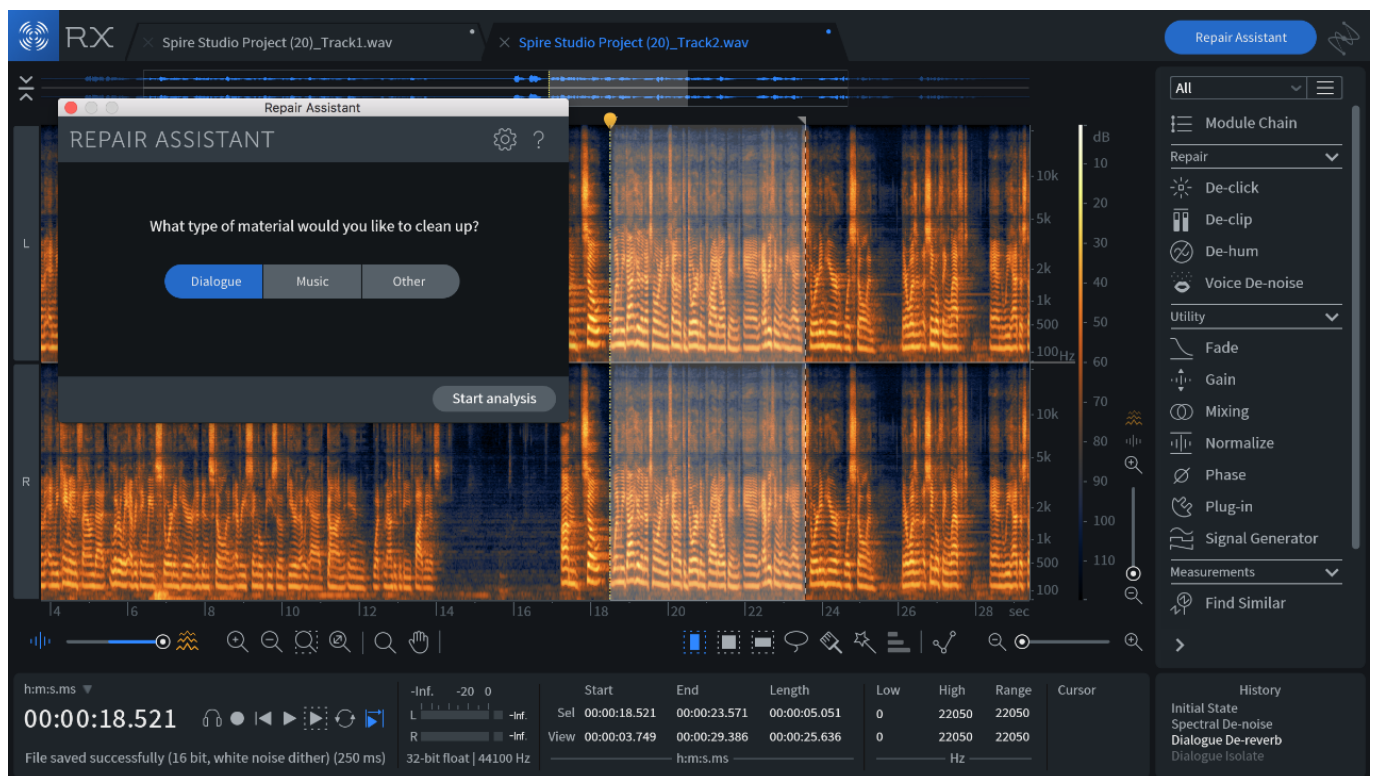 RX
Spire Studio Project (20)_Track1.wav
Spire Studio Project (20)_Track2.wav
Repair Assistant
Repair Assistant
REPAIR ASSISTANT
?
What type of material would you like to clean up?
Dialogue Music Other
Start analysis
L
R
10k
5k
2k
1k
500
100 Hz
10k
5k
2k
1k
500
100
dB
10
20
30
40
50
60
70
80
90
100
110
4 6 8 10 12 14 16 18 20 22 24 26 28 sec
All
Module Chain
Repair
De-click
De-clip
De-hum
Voice De-noise
Utility
Fade
Gain
Mixing
Normalize
Phase
Plug-in
Signal Generator
Measurements
Find Similar
h:m:s.ms
00:00:18.521
File saved successfully (16 bit, white noise dither) (250 ms)
-Inf. -20 0
L -Inf.
R -Inf.
32-bit float | 44100 Hz
Start End Length
Sel 00:00:18.521 00:00:23.571 00:00:05.051
View 00:00:03.749 00:00:29.386 00:00:25.636
h:m:s.ms
Low High Range
0 22050 22050
0 22050 22050
Hz
Cursor
History
Initial State
Spectral De-noise
Dialogue De-reverb
Dialogue Isolate